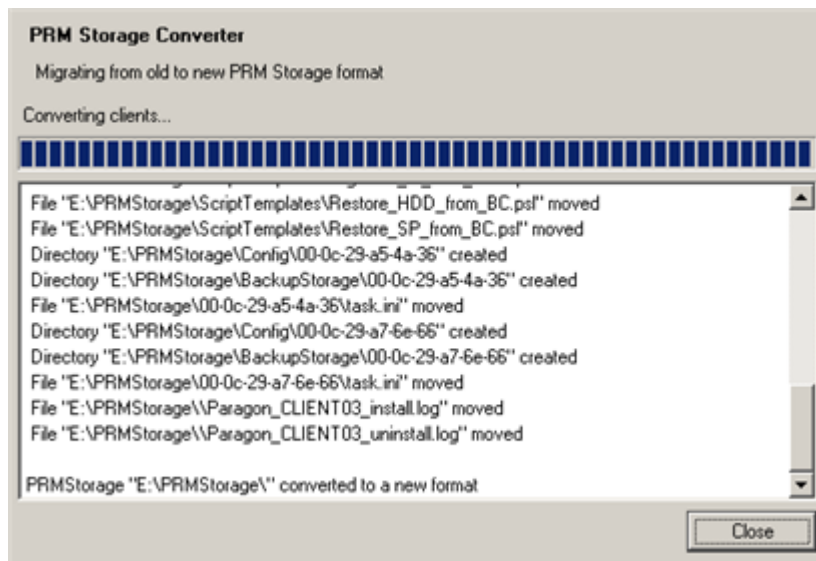 PRM Storage Converter
Migrating from old to new PRM Storage format
Converting clients...
File "E:\PRMStorage\ScriptTemplates\Restore_HDD_from_BC.psl" moved
File "E:\PRMStorage\ScriptTemplates\Restore_SP_from_BC.psl" moved
Directory "E:\PRMStorage\Config\00-0c-29-a5-4a-36" created
Directory "E:\PRMStorage\BackupStorage\00-0c-29-a5-4a-36" created
File "E:\PRMStorage\00-0c-29-a5-4a-36\task.ini" moved
Directory "E:\PRMStorage\Config\00-0c-29-a7-6e-66" created
Directory "E:\PRMStorage\BackupStorage\00-0c-29-a7-6e-66" created
File "E:\PRMStorage\00-0c-29-a7-6e-66\task.ini" moved
File "E:\PRMStorage\\Paragon_CLIENT03_install.log" moved
File "E:\PRMStorage\\Paragon_CLIENT03_uninstall.log" moved
PRMStorage "E:\PRMStorage\" converted to a new format
Close